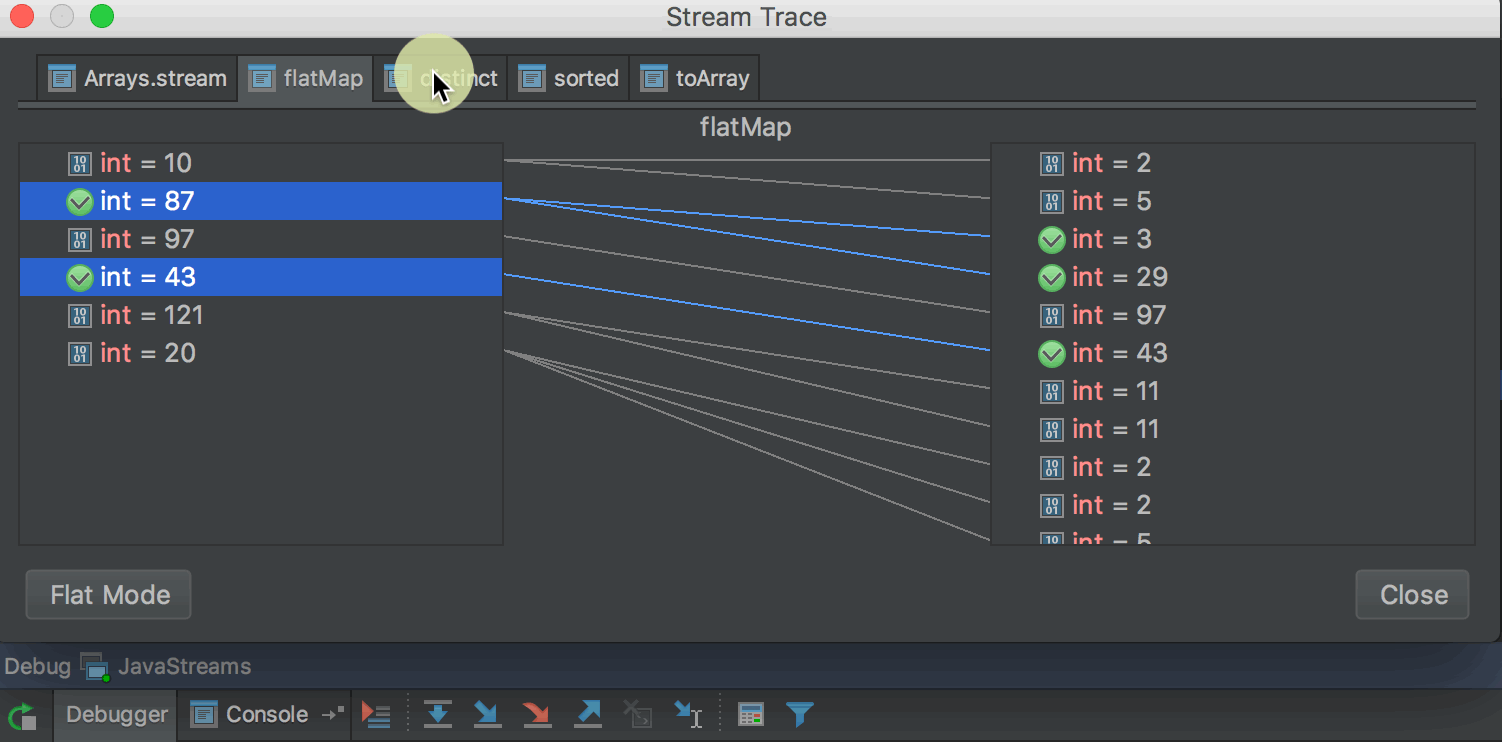 Stream Trace
Arrays.stream flatMap distinct sorted toArray
flatMap
int = 10
int = 87
int = 97
int = 43
int = 121
int = 20
int = 2
int = 5
int = 3
int = 29
int = 97
int = 43
int = 11
int = 11
int = 2
int = 2
int = 5
Flat Mode Close
Debug JavaStreams
Debugger Console